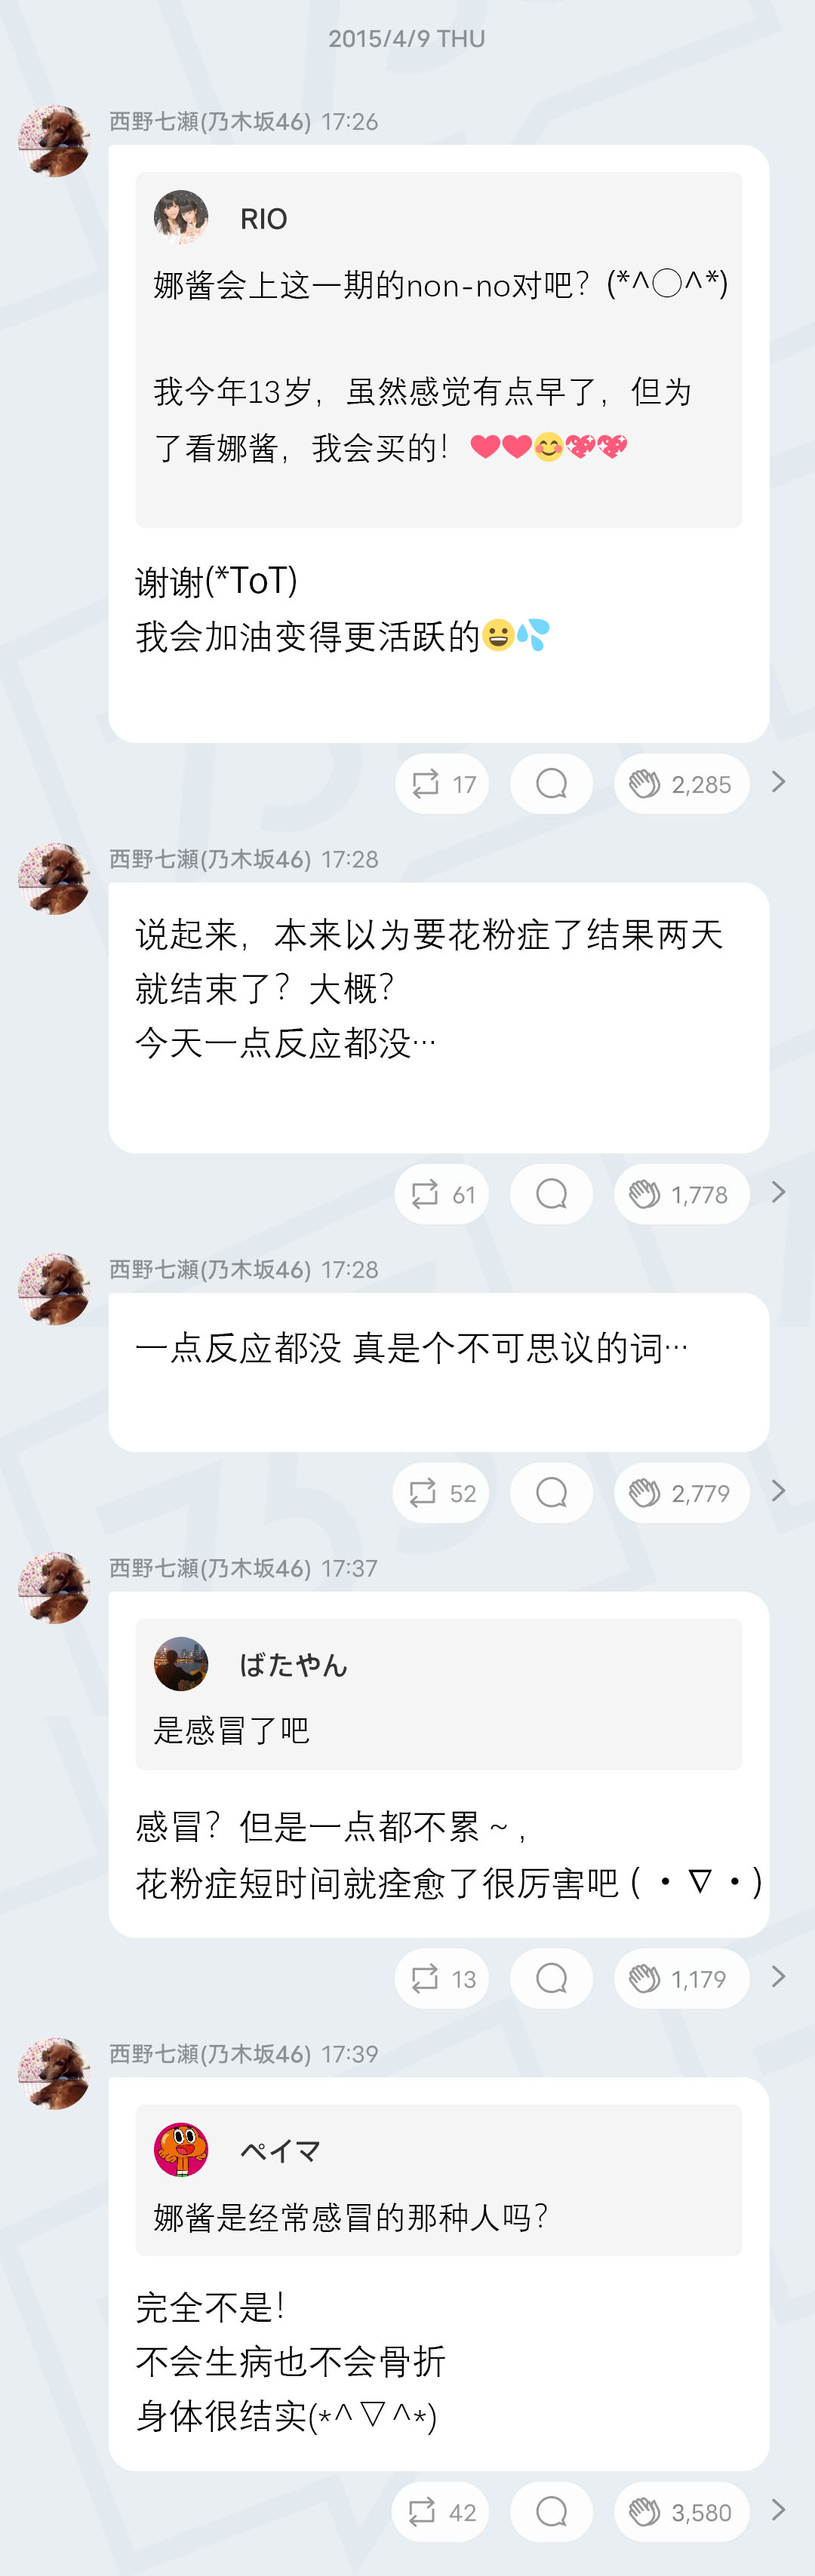 2015/4/9 THU
西野七瀬(乃木坂46) 17:26
RIO
娜酱会上这一期的non-no对吧？(*^◯^*)
我今年13岁，虽然感觉有点早了，但为
了看娜酱，我会买的！❤❤😊💖💖
谢谢(*ToT)
我会加油变得更活跃的😀💦
17
2,285
西野七瀬(乃木坂46) 17:28
说起来，本来以为要花粉症了结果两天
就结束了？大概？
今天一点反应都没…
61
1,778
西野七瀬(乃木坂46) 17:28
一点反应都没 真是个不可思议的词…
52
2,779
西野七瀬(乃木坂46) 17:37
ばたやん
是感冒了吧
感冒？但是一点都不累～,
花粉症短时间就痊愈了很厉害吧 ( ・ ∇ ・ )
13
1,179
西野七瀬(乃木坂46) 17:39
ペイマ
娜酱是经常感冒的那种人吗？
完全不是！
不会生病也不会骨折
身体很结实(*^▽^*)
42
3,580